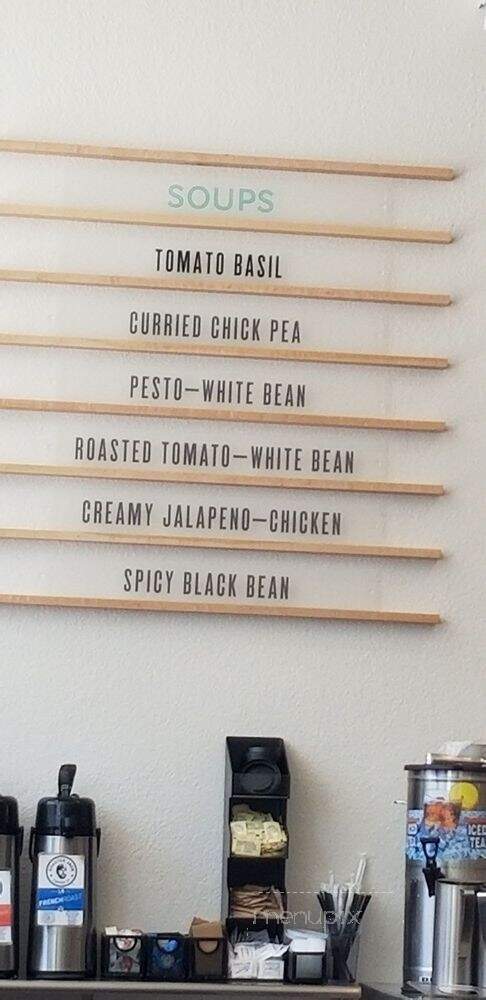 SOUPS
TOMATO BASIL
CURRIED CHICK PEA
PESTO–WHITE BEAN
ROASTED TOMATO–WHITE BEAN
CREAMY JALAPENO–CHICKEN
SPICY BLACK BEAN
FRENCH ROAST
ICED
TEA
menupix